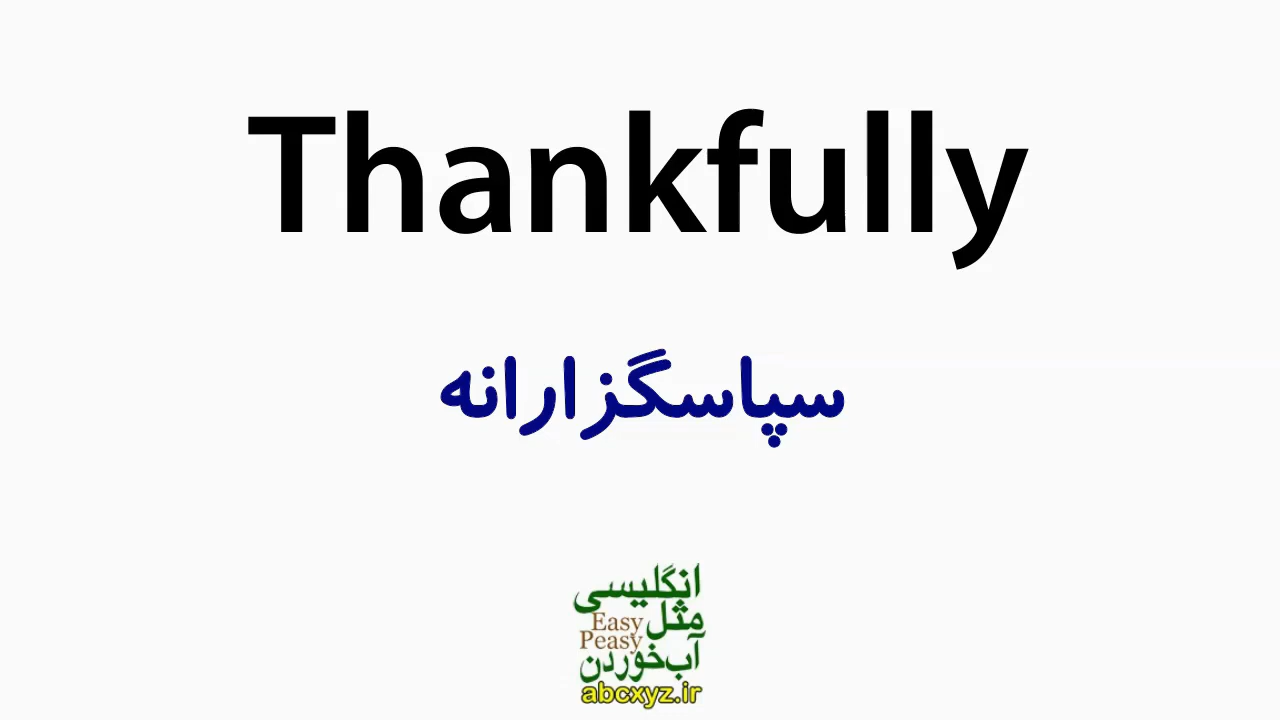 Thankfully
سپاسگزارانه
انگلیسی
مثل
Easy
Peasy
آب‌خوردن
abcxyz.ir